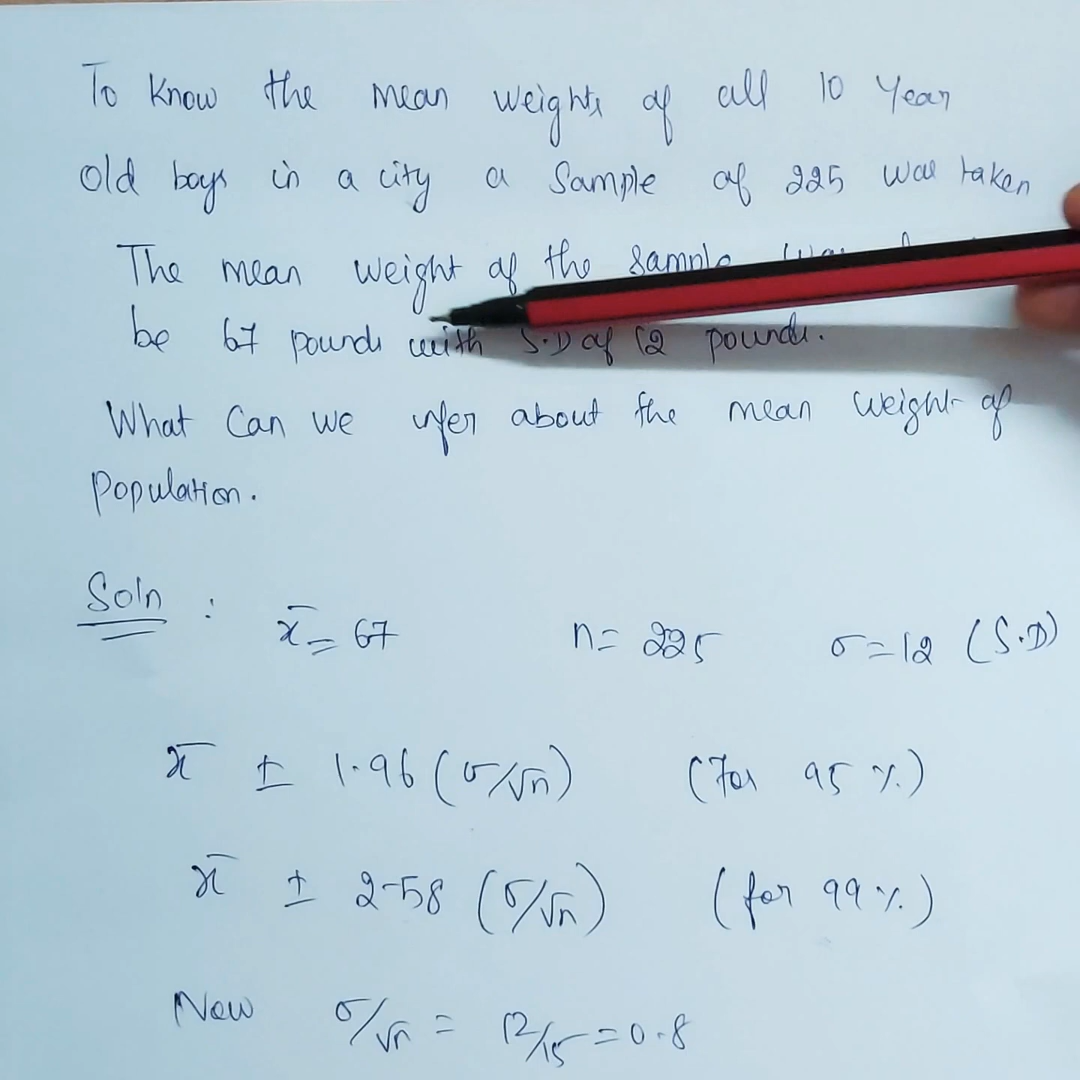 To Know the mean weights of all 10 Year
old boys in a city a Sample of 225 was taken
The mean weight of the sample was
be 67 pounds with S.D of 12 pounds.
What Can we infer about the mean weight of
Population.
Soln :
x̄ = 67 n = 225 σ = 12 (S.D)
x̄ ± 1.96 (σ/√n) (For 95 %)
x̄ ± 2.58 (σ/√n) (for 99 %)
Now σ/√n = 12/15 = 0.8